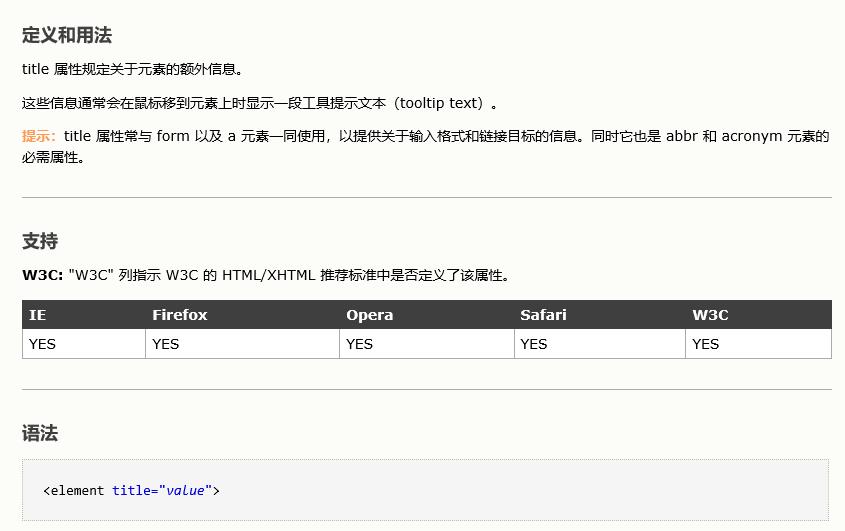 定义和用法
title 属性规定关于元素的额外信息。
这些信息通常会在鼠标移到元素上时显示一段工具提示文本（tooltip text）。
提示：title 属性常与 form 以及 a 元素一同使用，以提供关于输入格式和链接目标的信息。同时它也是 abbr 和 acronym 元素的
必需属性。
支持
W3C: "W3C" 列指示 W3C 的 HTML/XHTML 推荐标准中是否定义了该属性。
IE Firefox Opera Safari W3C
YES YES YES YES YES
语法
<element title="value">